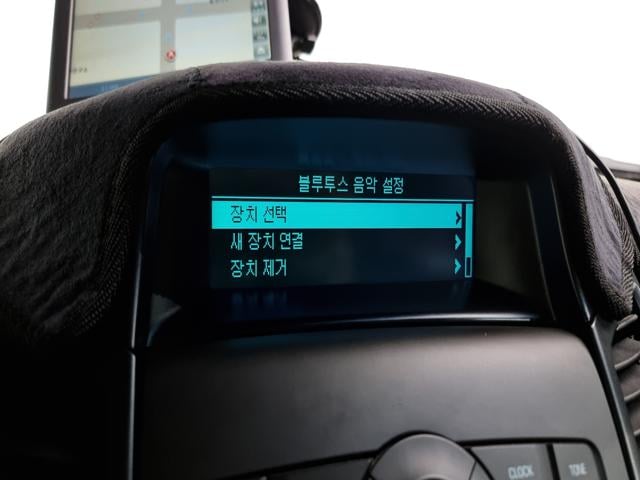 블루투스 음악 설정
장치 선택
새 장치 연결
장치 제거
CLOCK
TONE